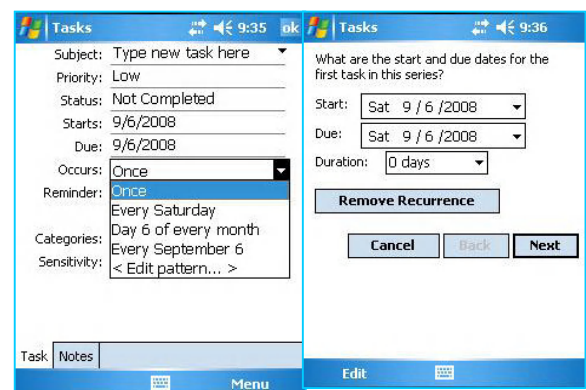 Tasks 9:35 ok
Subject: Type new task here
Priority: Low
Status: Not Completed
Starts: 9/6/2008
Due: 9/6/2008
Occurs: Once
Reminder: Once
Every Saturday
Day 6 of every month
Categories:
Every September 6
Sensitivity:
< Edit pattern... >
Task Notes
Menu
Tasks 9:36
What are the start and due dates for the
first task in this series?
Start: Sat 9 / 6 /2008
Due: Sat 9 / 6 /2008
Duration: 0 days
Remove Recurrence
Cancel Back Next
Edit